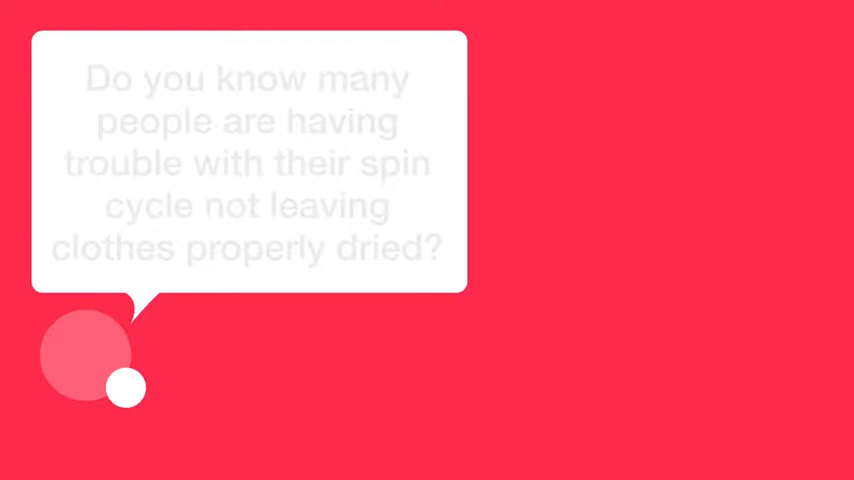 Do you know many
people are having
trouble with their spin
cycle not leaving
clothes properly dried?